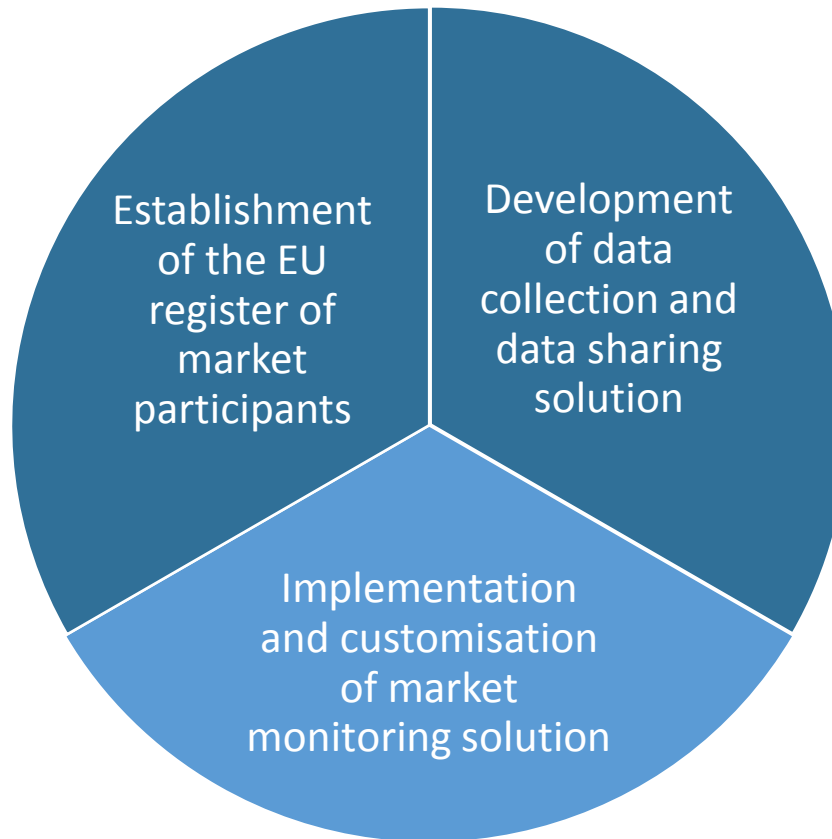 Establishment
of the EU
register of
market
participants
Development
of data
collection and
data sharing
solution
Implementation
and customisation
of market
monitoring solution